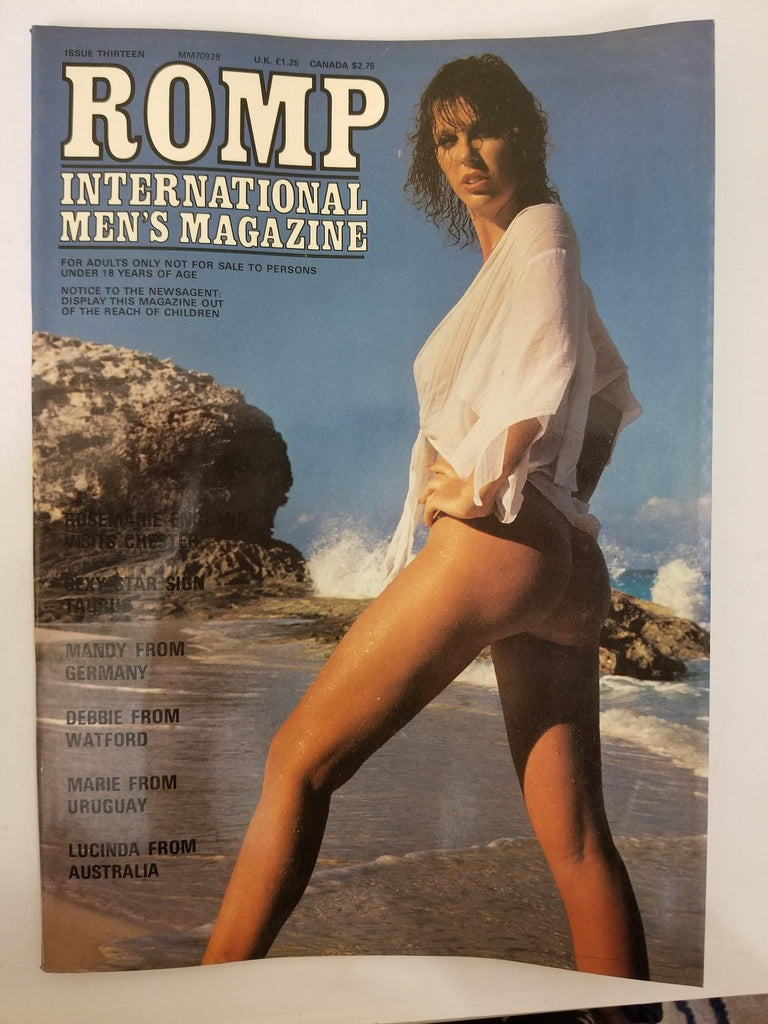 ISSUE THIRTEEN MM70928 U.K. £1.25 CANADA $2.75
ROMP
INTERNATIONAL
MEN'S MAGAZINE
FOR ADULTS ONLY NOT FOR SALE TO PERSONS
UNDER 18 YEARS OF AGE
NOTICE TO THE NEWSAGENT:
DISPLAY THIS MAGAZINE OUT
OF THE REACH OF CHILDREN
ROSEMARIE ENGLAND
VISITS CHESTER
SEXY STAR SIGN
TAURUS
MANDY FROM
GERMANY
DEBBIE FROM
WATFORD
MARIE FROM
URUGUAY
LUCINDA FROM
AUSTRALIA